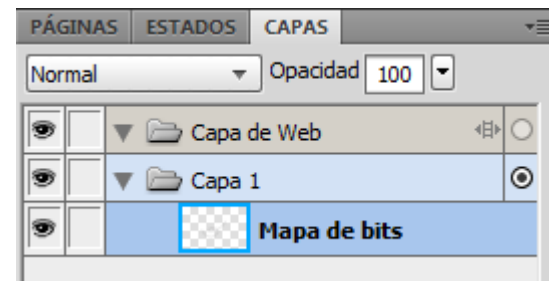 PÁGINAS ESTADOS CAPAS
Normal Opacidad 100
Capa de Web
Capa 1
Mapa de bits